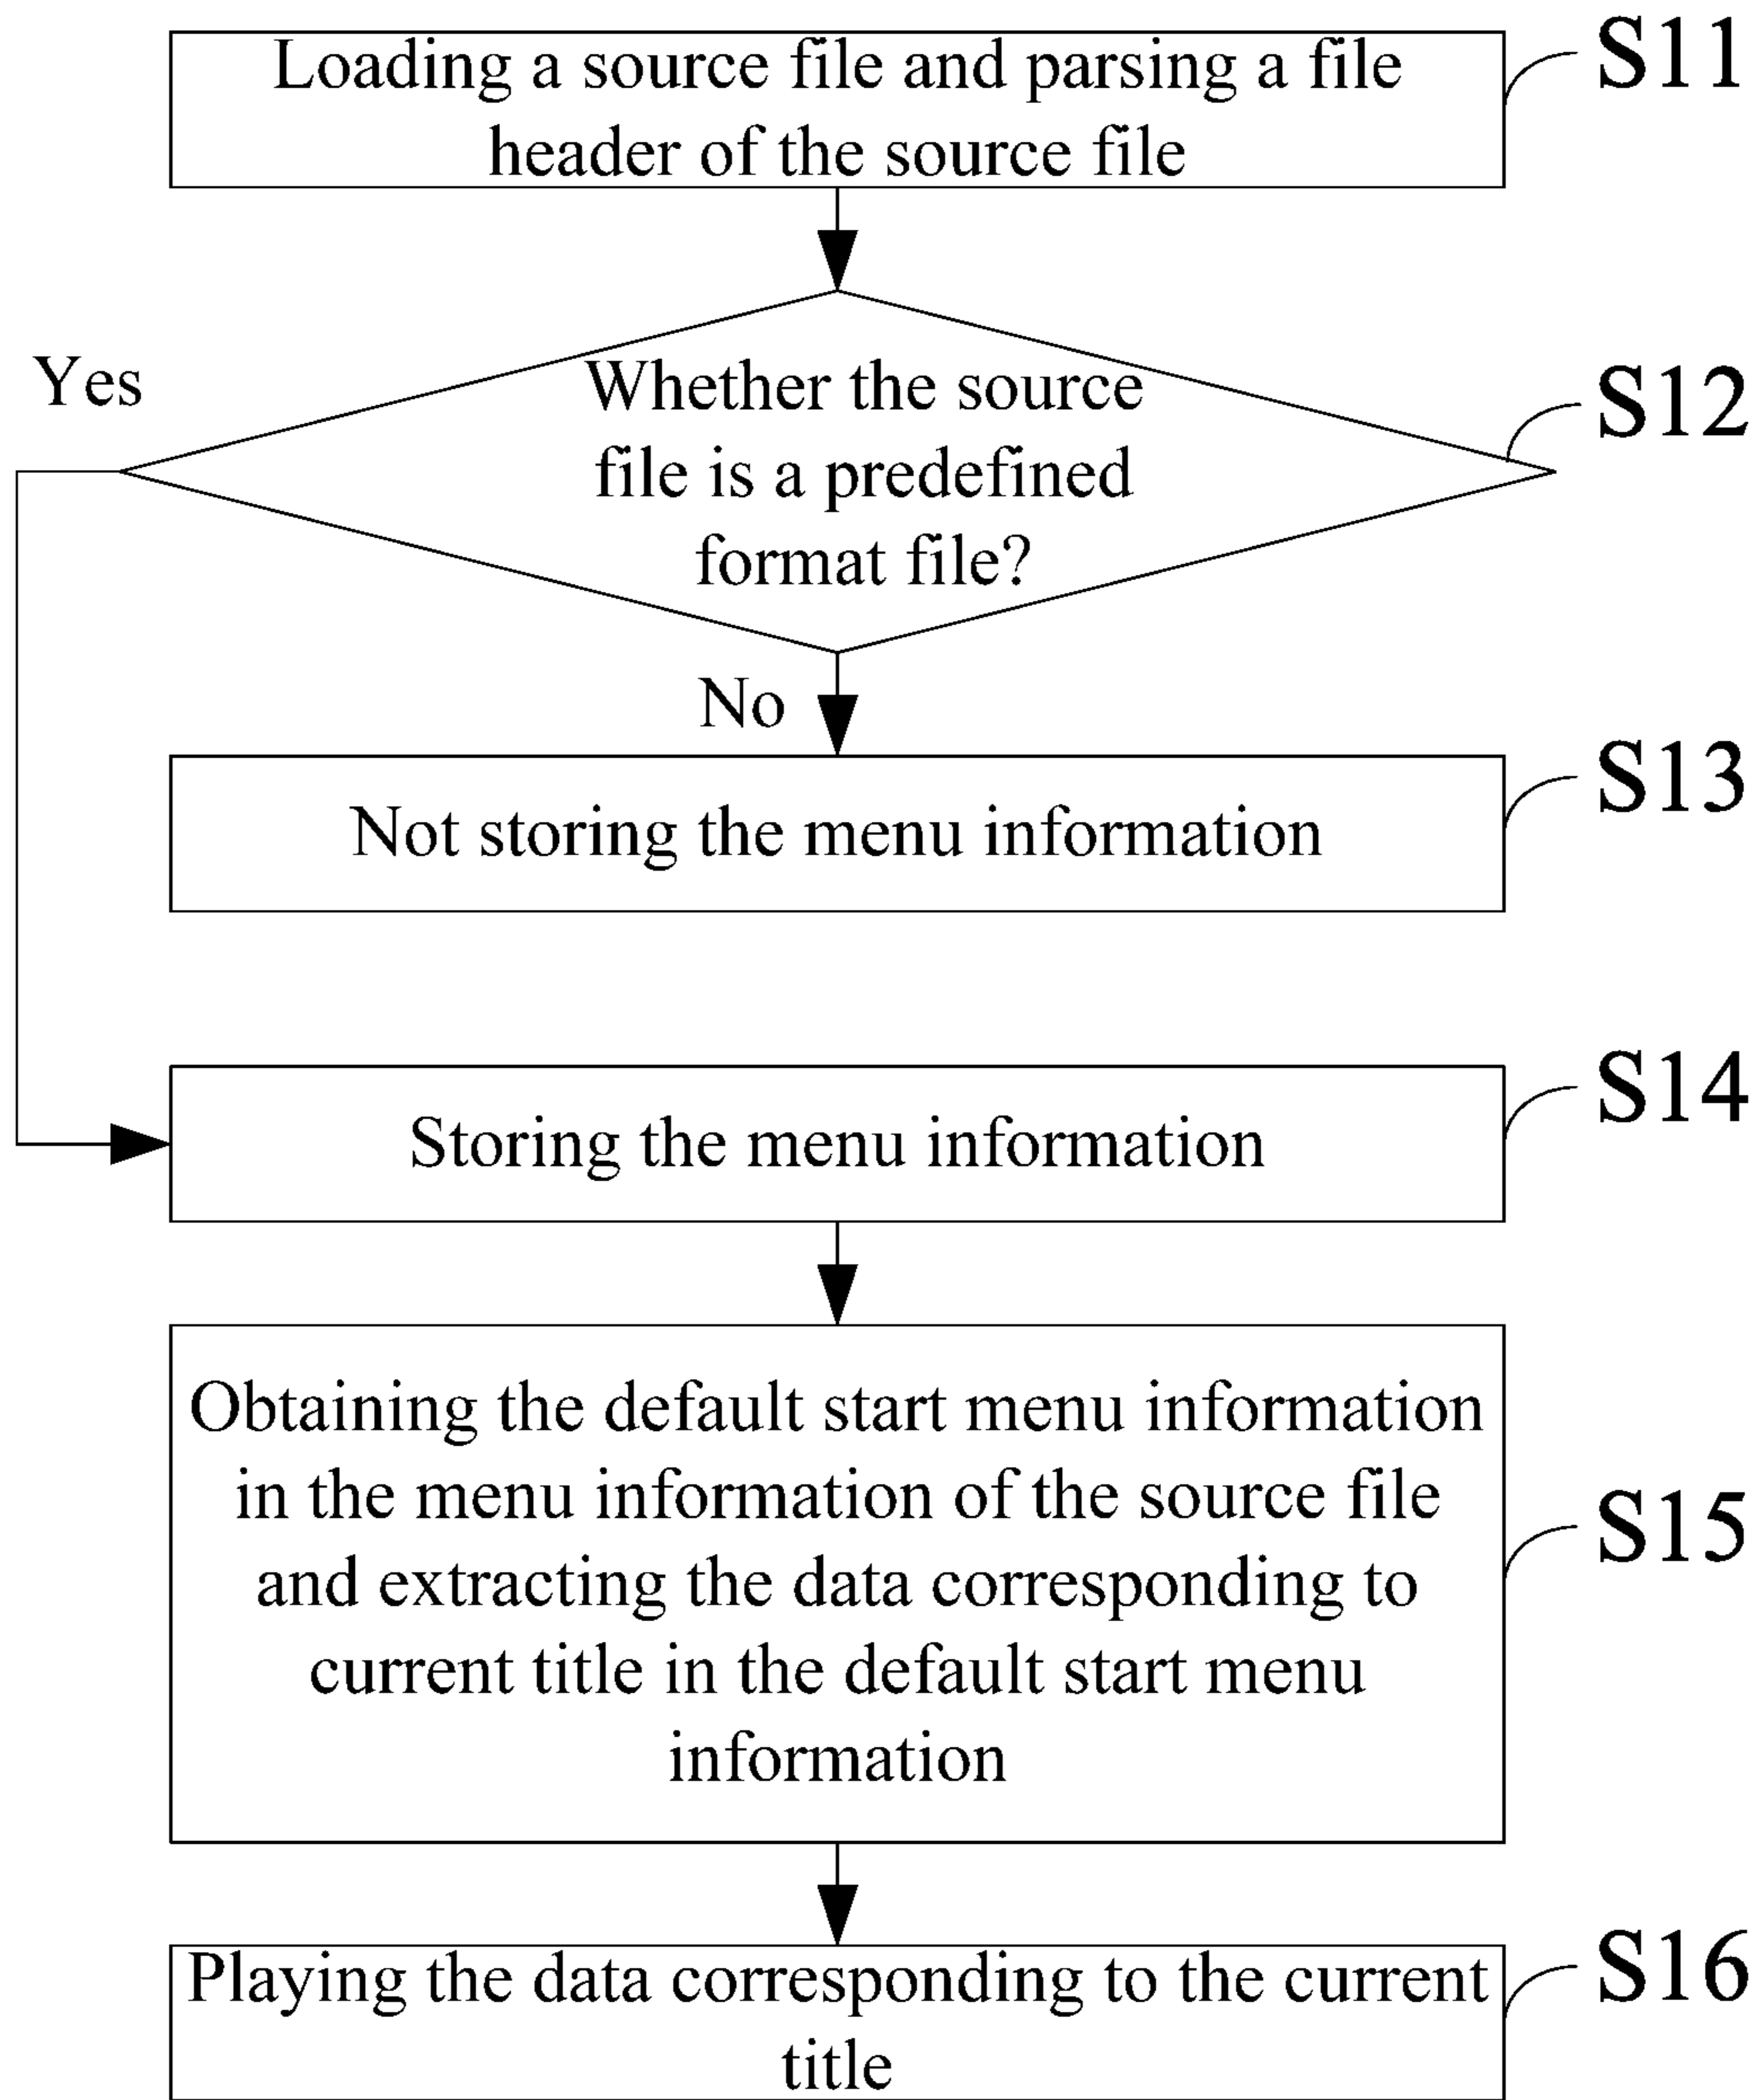 Loading a source file and parsing a file
header of the source file
S11
Yes
Whether the source
file is a predefined
format file?
S12
No
Not storing the menu information
S13
Storing the menu information
S14
Obtaining the default start menu information
in the menu information of the source file
and extracting the data corresponding to
current title in the default start menu
information
S15
Playing the data corresponding to the current
title
S16